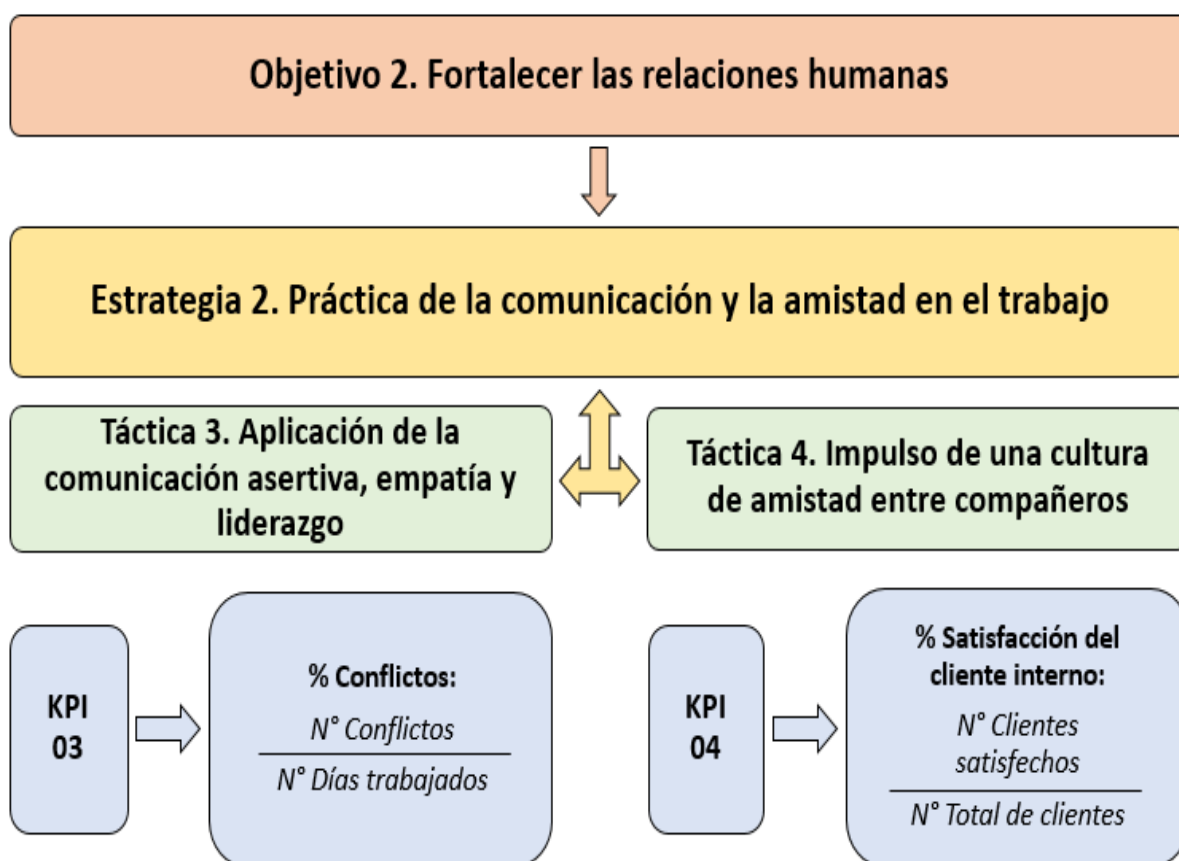 Objetivo 2. Fortalecer las relaciones humanas
Estrategia 2. Práctica de la comunicación y la amistad en el trabajo
Táctica 3. Aplicación de la
comunicación asertiva, empatía y
liderazgo
Táctica 4. Impulso de una cultura
de amistad entre compañeros
KPI
03
% Conflictos:
N° Conflictos
N° Días trabajados
KPI
04
% Satisfacción del
cliente interno:
N° Clientes
satisfechos
N° Total de clientes